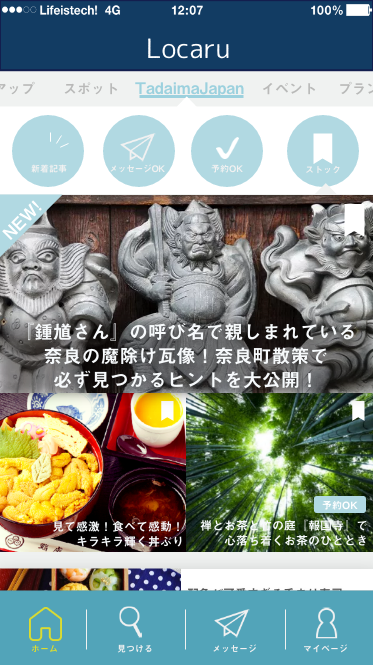 Lifeistech! 4G 12:07 100%
Locaru
アップ スポット TadaimaJapan イベント プラン
新着記事 メッセージOK 予約OK ストック
NEW!
『鍾馗さん』の呼び名で親しまれている
奈良の魔除け瓦像！奈良町散策で
必ず見つかるヒントを大公開！
見て感激！食べて感動！
キラキラ輝く丼ぶり
予約OK
禅とお茶と竹の庭『報国寺』で
心落ち着くお茶のひととき
ホーム 見つける メッセージ マイページ